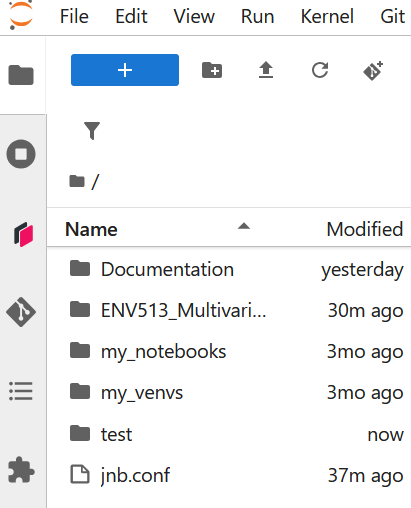 File Edit View Run Kernel Git
/
Name Modified
Documentation yesterday
ENV513_Multivari... 30m ago
my_notebooks 3mo ago
my_venvs 3mo ago
test now
jnb.conf 37m ago